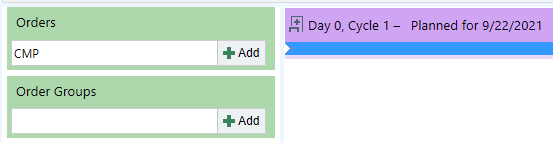 Orders
CMP
Add
Order Groups
Add
Day 0, Cycle 1 – Planned for 9/22/2021